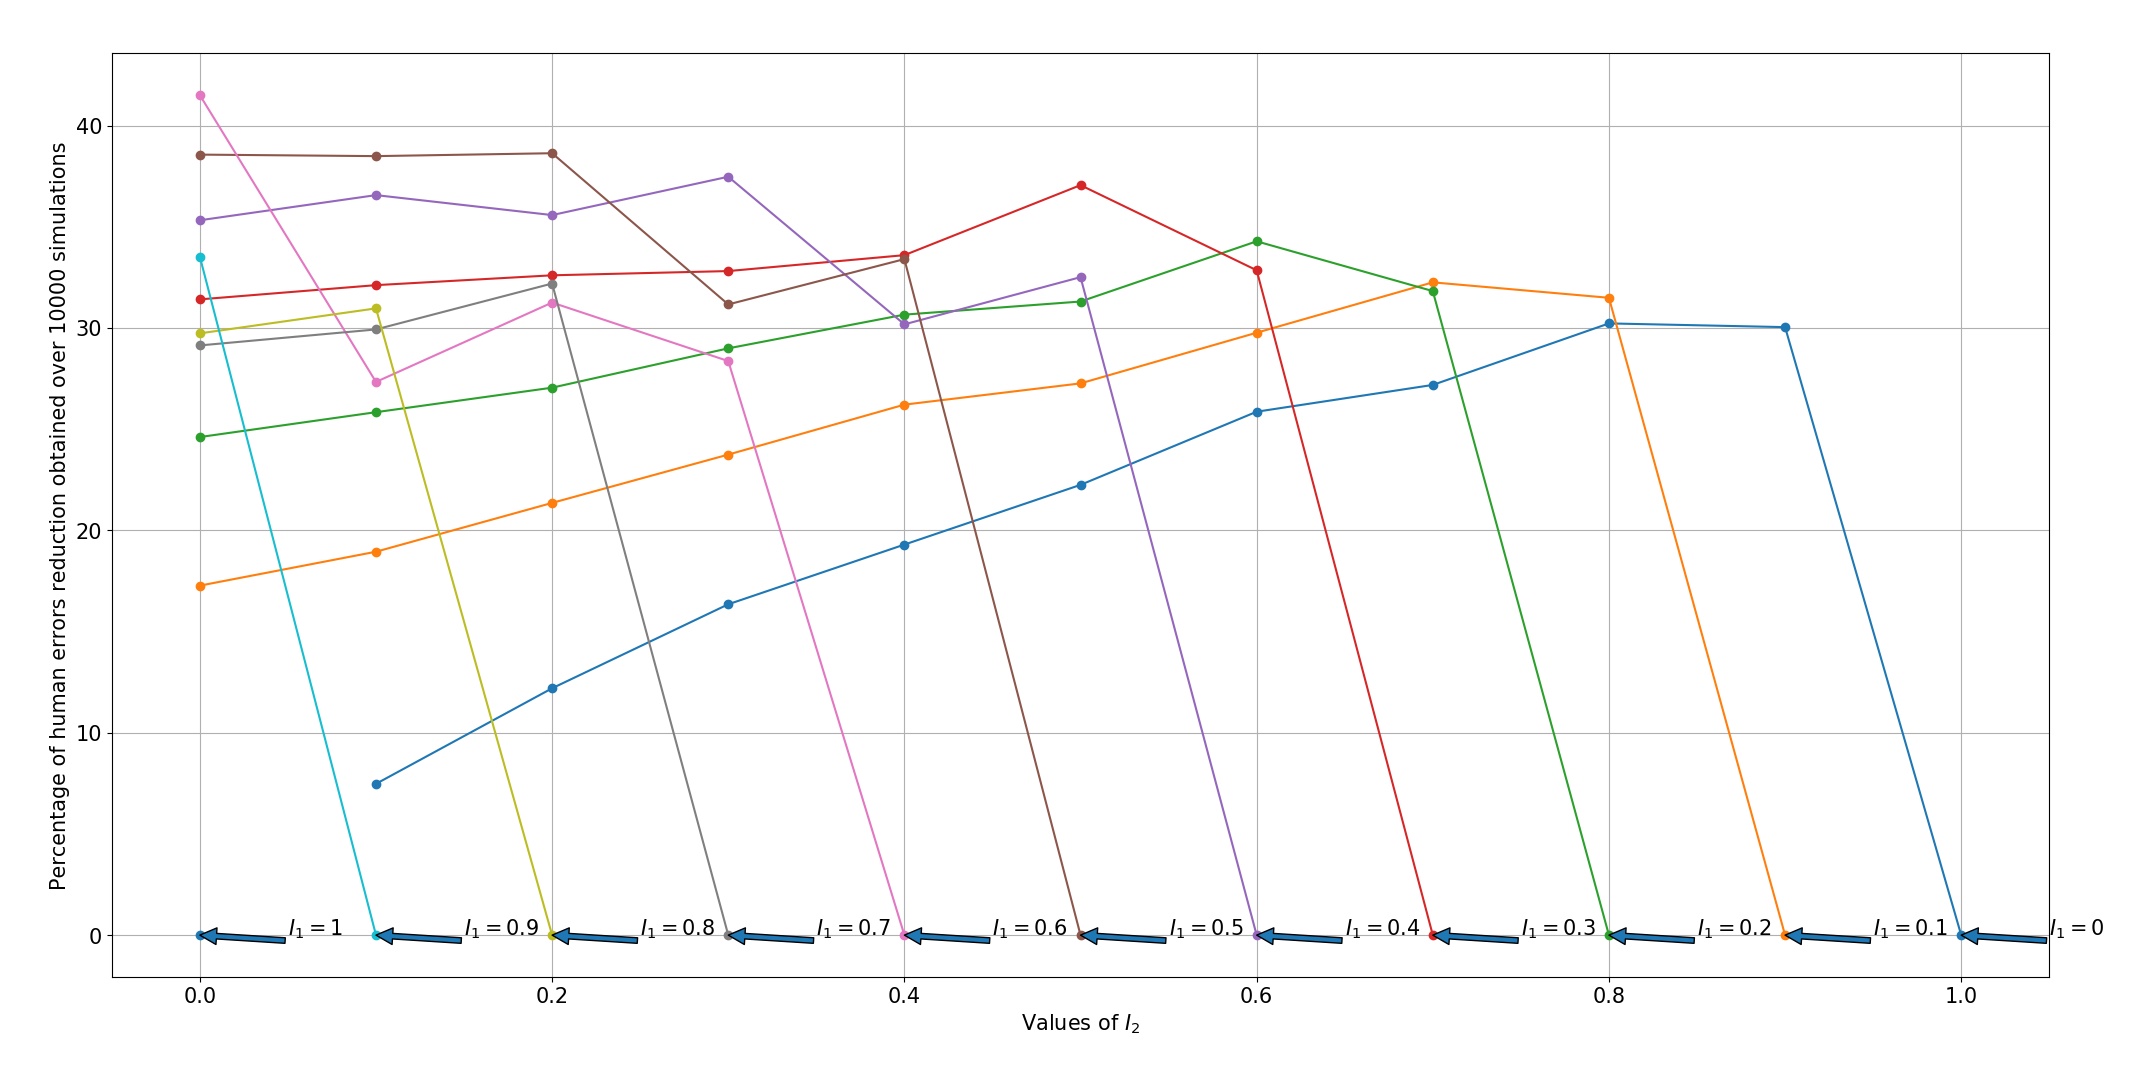 Percentage of human errors reduction obtained over 10000 simulations
40
30
20
10
0
I₁ = 1
I₁ = 0.9
I₁ = 0.8
I₁ = 0.7
I₁ = 0.6
I₁ = 0.5
I₁ = 0.4
I₁ = 0.3
I₁ = 0.2
I₁ = 0.1
I₁ = 0
0.0
0.2
0.4
0.6
0.8
1.0
Values of I₂